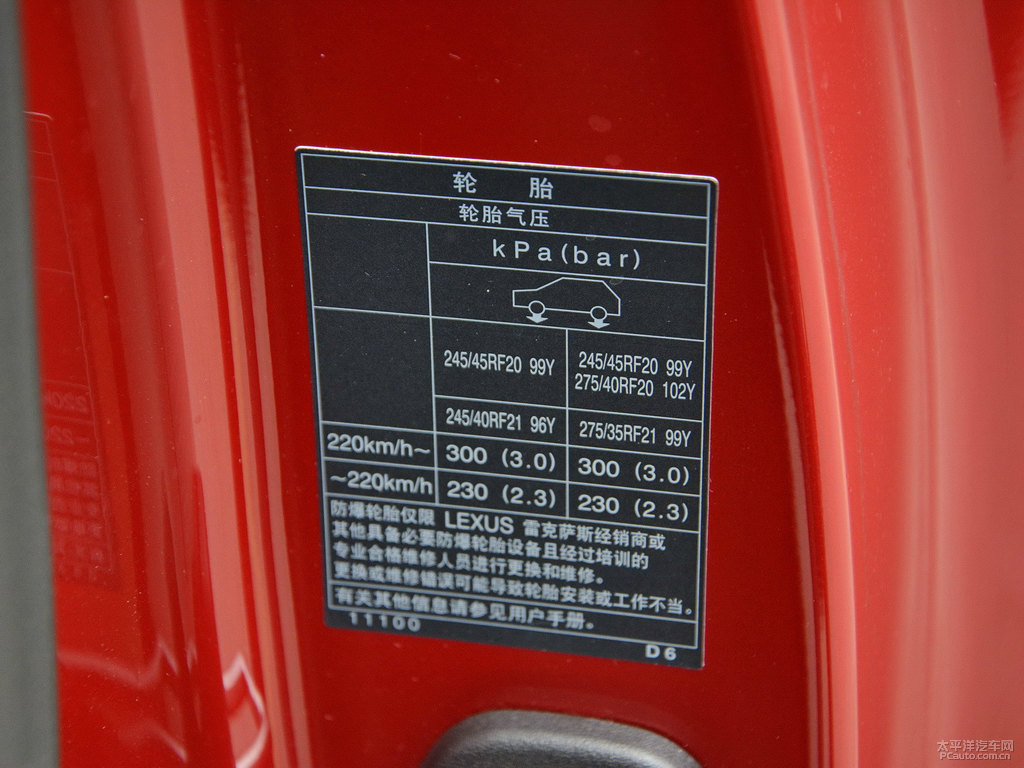 轮 胎
轮胎气压
kPa(bar)
245/45RF20 99Y
245/45RF20 99Y
275/40RF20 102Y
245/40RF21 96Y
275/35RF21 99Y
220km/h~ 300 (3.0) 300 (3.0)
~220km/h 230 (2.3) 230 (2.3)
防爆轮胎仅限 LEXUS 雷克萨斯经销商或
其他具备必要防爆轮胎设备且经过培训的
专业合格维修人员进行更换和维修。
更换或维修错误可能导致轮胎安装或工作不当。
有关其他信息请参见用户手册。
11100
D6
太平洋汽车网
PCauto.com.cn